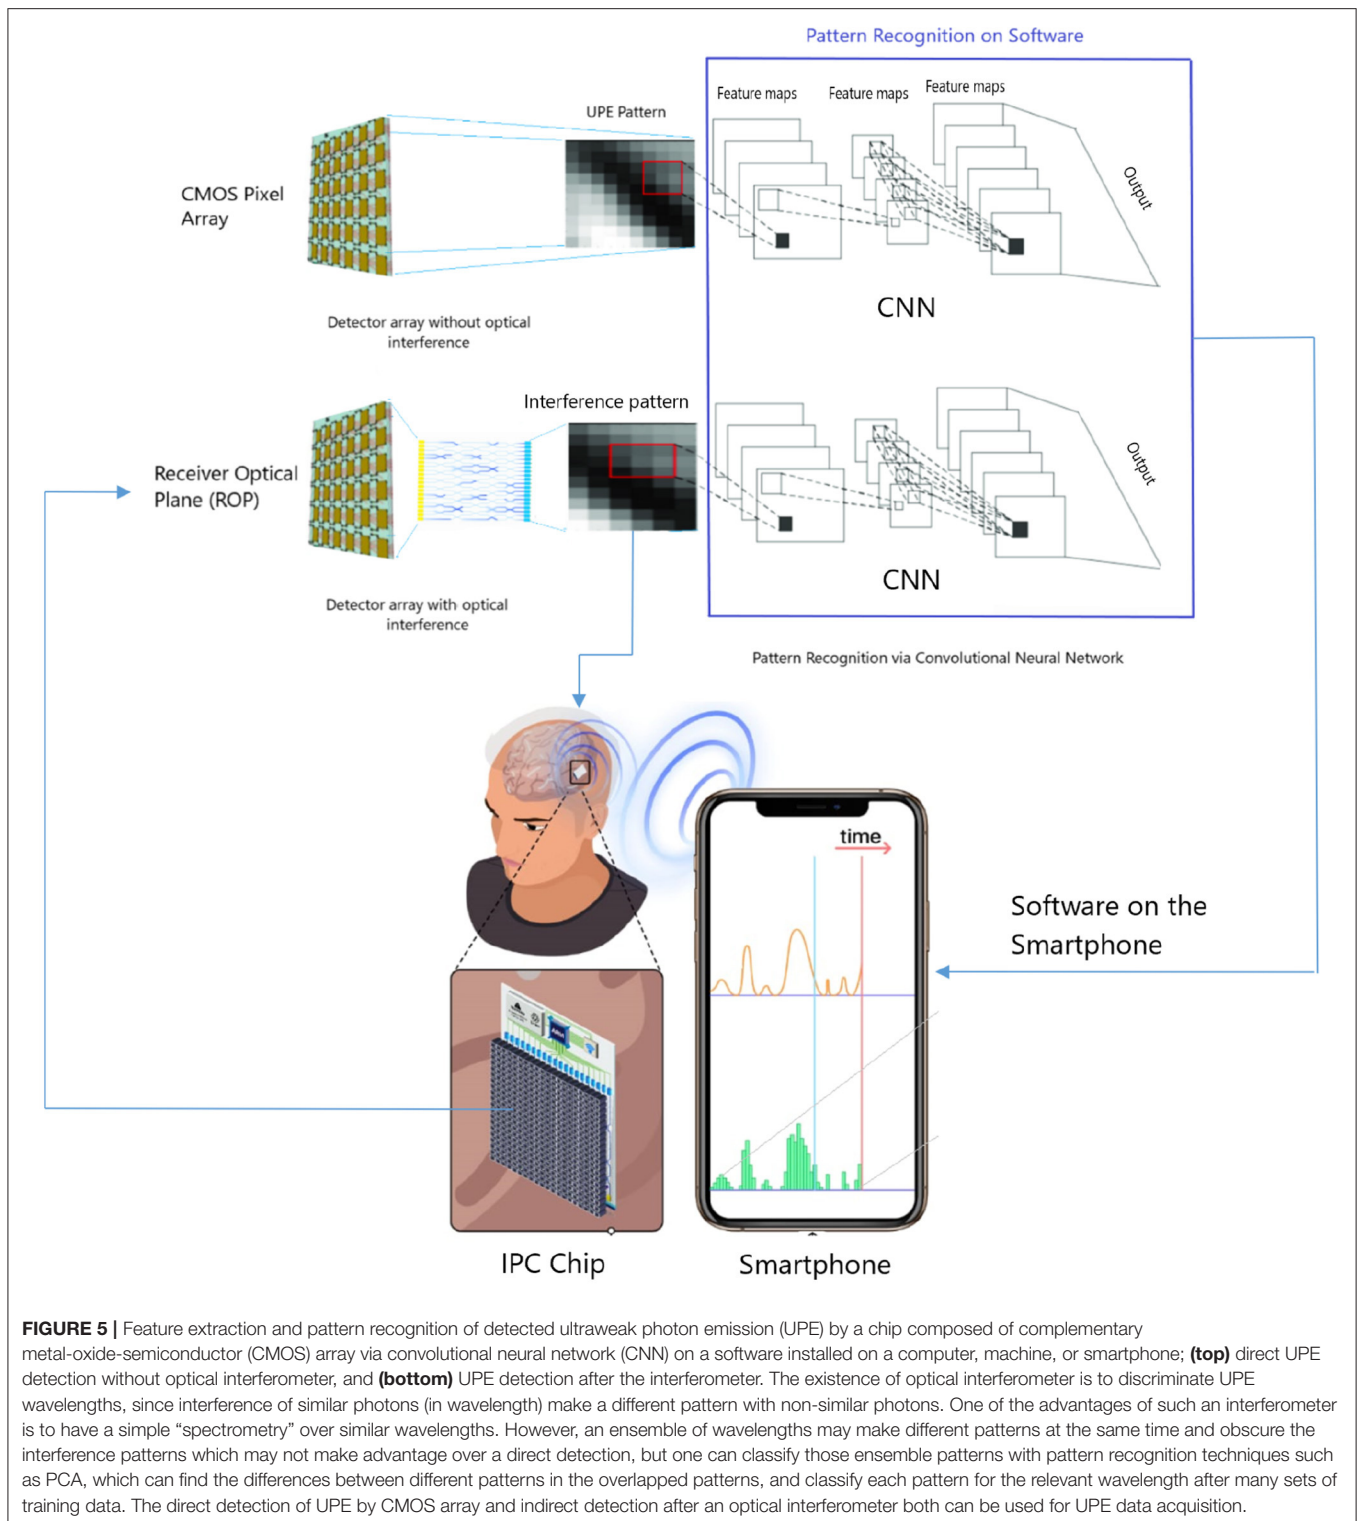 Pattern Recognition on Software
Feature maps
Feature maps
Feature maps
UPE Pattern
CMOS Pixel
Array
Output
CNN
Detector array without optical
interference
Interference pattern
Receiver Optical
Plane (ROP)
Output
CNN
Detector array with optical
interference
Pattern Recognition via Convolutional Neural Network
time
Software on the
Smartphone
IPC Chip
Smartphone
FIGURE 5 | Feature extraction and pattern recognition of detected ultraweak photon emission (UPE) by a chip composed of complementary
metal-oxide-semiconductor (CMOS) array via convolutional neural network (CNN) on a software installed on a computer, machine, or smartphone; (top) direct UPE
detection without optical interferometer, and (bottom) UPE detection after the interferometer. The existence of optical interferometer is to discriminate UPE
wavelengths, since interference of similar photons (in wavelength) make a different pattern with non-similar photons. One of the advantages of such an interferometer
is to have a simple “spectrometry” over similar wavelengths. However, an ensemble of wavelengths may make different patterns at the same time and obscure the
interference patterns which may not make advantage over a direct detection, but one can classify those ensemble patterns with pattern recognition techniques such
as PCA, which can find the differences between different patterns in the overlapped patterns, and classify each pattern for the relevant wavelength after many sets of
training data. The direct detection of UPE by CMOS array and indirect detection after an optical interferometer both can be used for UPE data acquisition.